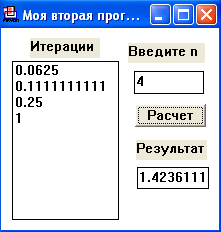 Моя вторая прог...
Итерации
0.0625
0.1111111111
0.25
1
Введите n
4
Расчет
Результат
1.4236111